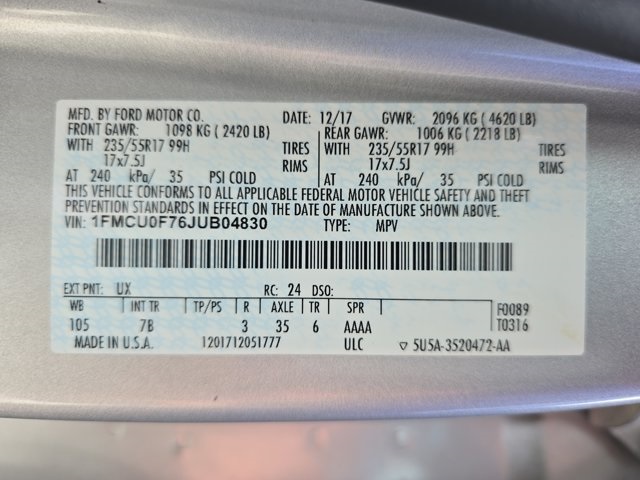 MFD. BY FORD MOTOR CO. DATE: 12/17 GVWR: 2096 KG ( 4620 LB)
FRONT GAWR: 1098 KG ( 2420 LB) REAR GAWR: 1006 KG ( 2218 LB)
WITH 235/55R17 99H TIRES WITH 235/55R17 99H TIRES
17x7.5J RIMS 17x7.5J RIMS
AT 240 kPa/ 35 PSI COLD AT 240 kPa/ 35 PSI COLD
THIS VEHICLE CONFORMS TO ALL APPLICABLE FEDERAL MOTOR VEHICLE SAFETY AND THEFT
PREVENTION STANDARDS IN EFFECT ON THE DATE OF MANUFACTURE SHOWN ABOVE.
VIN: 1FMCU0F76JUB04830 TYPE: MPV
EXT PNT: UX RC: 24 DSO:
WB INT TR TP/PS R AXLE TR SPR F0089
105 7B 3 35 6 AAAA T0316
MADE IN U.S.A. 1201712051777 ULC ▽ 5U5A-3520472-AA